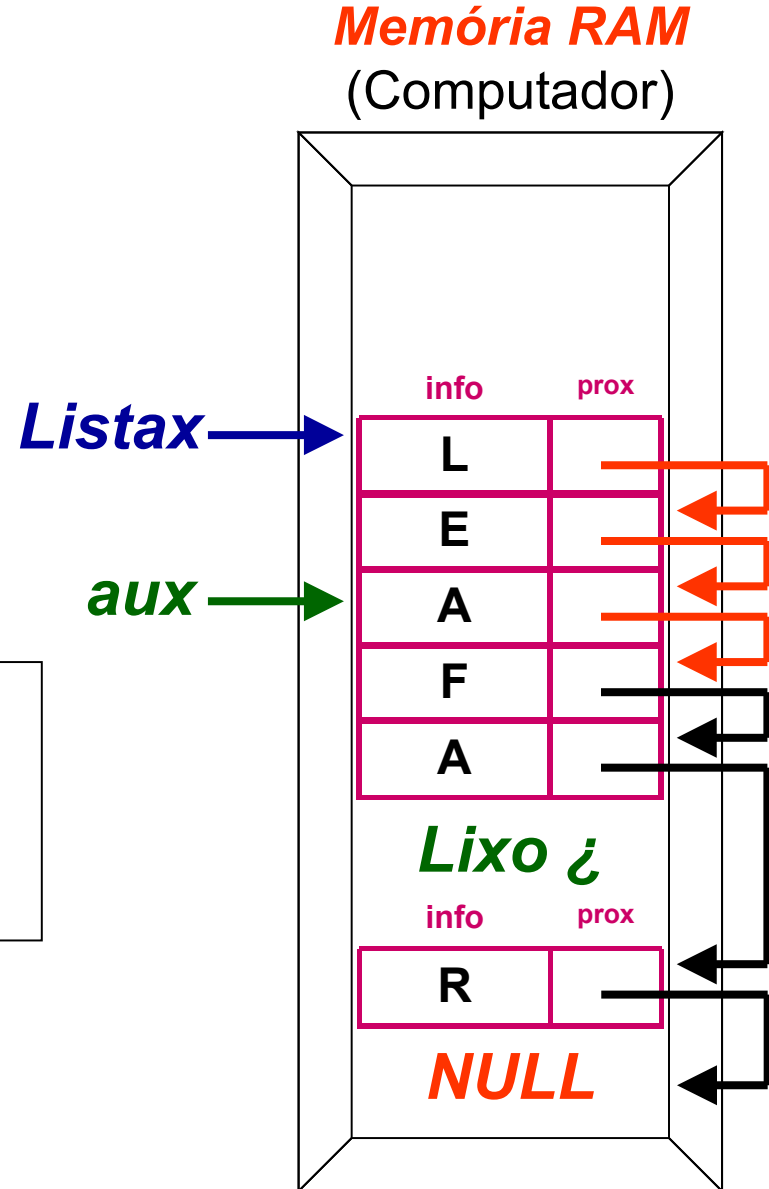 Memória RAM
(Computador)
info prox
Listax
L
E
aux
A
F
A
Lixo ¿
info prox
R
NULL